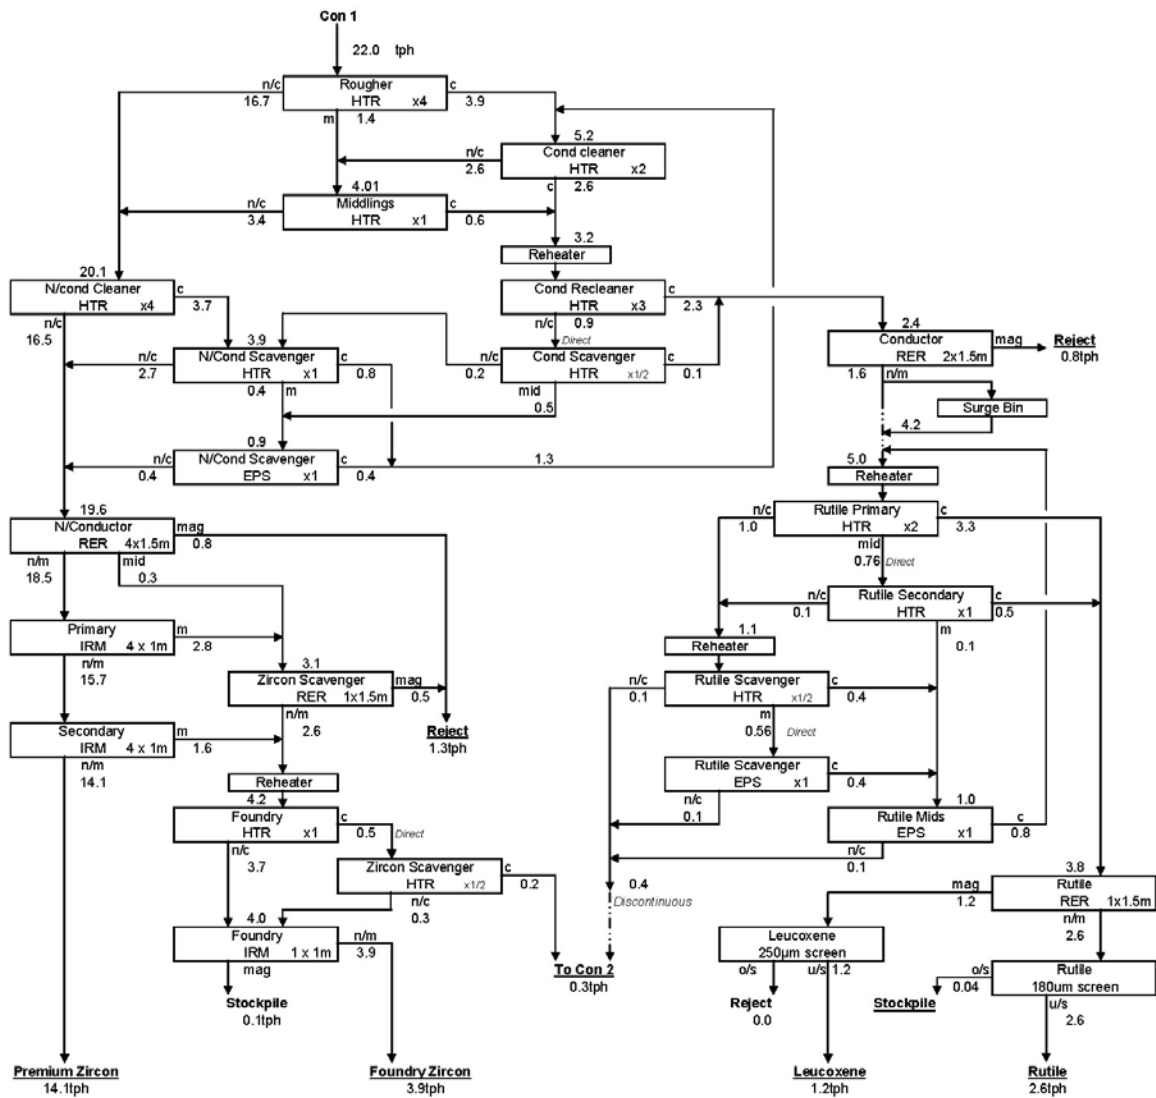 Con 1
22.0 tph
n/c
16.7
Rougher
HTR x4
c
3.9
m
1.4
5.2
n/c
2.6
Cond cleaner
HTR x2
c
2.6
4.01
n/c
3.4
Middlings
HTR x1
c
0.6
3.2
Reheater
20.1
N/cond Cleaner
HTR x4
c
3.7
n/c
16.5
Cond Recleaner
HTR x3
c
2.3
n/c
0.9
Direct
3.9
n/c
2.7
N/Cond Scavenger
HTR x1
c
0.8
0.4
m
n/c
0.2
Cond Scavenger
HTR x1/2
c
0.1
mid
0.5
2.4
Conductor
RER 2x1.5m
mag
Reject
0.8tph
1.6
n/m
Surge Bin
4.2
0.9
n/c
0.4
N/Cond Scavenger
EPS x1
c
0.4
1.3
5.0
Reheater
19.6
N/Conductor
RER 4x1.5m
mag
0.8
n/m
18.5
mid
0.3
n/c
1.0
Rutile Primary
HTR x2
c
3.3
mid
0.76
Direct
n/c
0.1
Rutile Secondary
HTR x1
c
0.5
m
0.1
Primary
IRM 4 x 1m
m
2.8
n/m
15.7
1.1
Reheater
3.1
Zircon Scavenger
RER 1x1.5m
mag
0.5
n/m
2.6
Reject
1.3tph
n/c
0.1
Rutile Scavenger
HTR x1/2
c
0.4
m
0.56
Direct
Secondary
IRM 4 x 1m
m
1.6
n/m
14.1
Rutile Scavenger
EPS x1
c
0.4
n/c
0.1
Reheater
4.2
Foundry
HTR x1
c
0.5
Direct
n/c
3.7
1.0
Rutile Mids
EPS x1
c
0.8
n/c
0.1
Zircon Scavenger
HTR x1/2
c
0.2
n/c
0.3
0.4
Discontinuous
3.8
mag
1.2
Rutile
RER 1x1.5m
n/m
2.6
4.0
Foundry
IRM 1 x 1m
n/m
3.9
mag
Leucoxene
250µm screen
o/s
u/s
1.2
To Con 2
0.3tph
o/s
0.04
Rutile
180um screen
u/s
2.6
Stockpile
0.1tph
Reject
0.0
Stockpile
Premium Zircon
14.1tph
Foundry Zircon
3.9tph
Leucoxene
1.2tph
Rutile
2.6tph